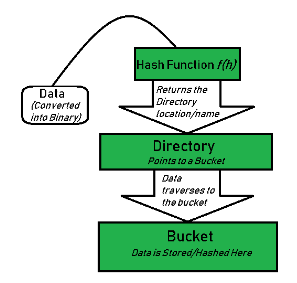 Hash Function f(h)
Data
(Converted
into Binary)
Returns the
Directory
location/name
Directory
Points to a Bucket
Data
traverses to
the bucket
Bucket
Data is Stored/Hashed Here